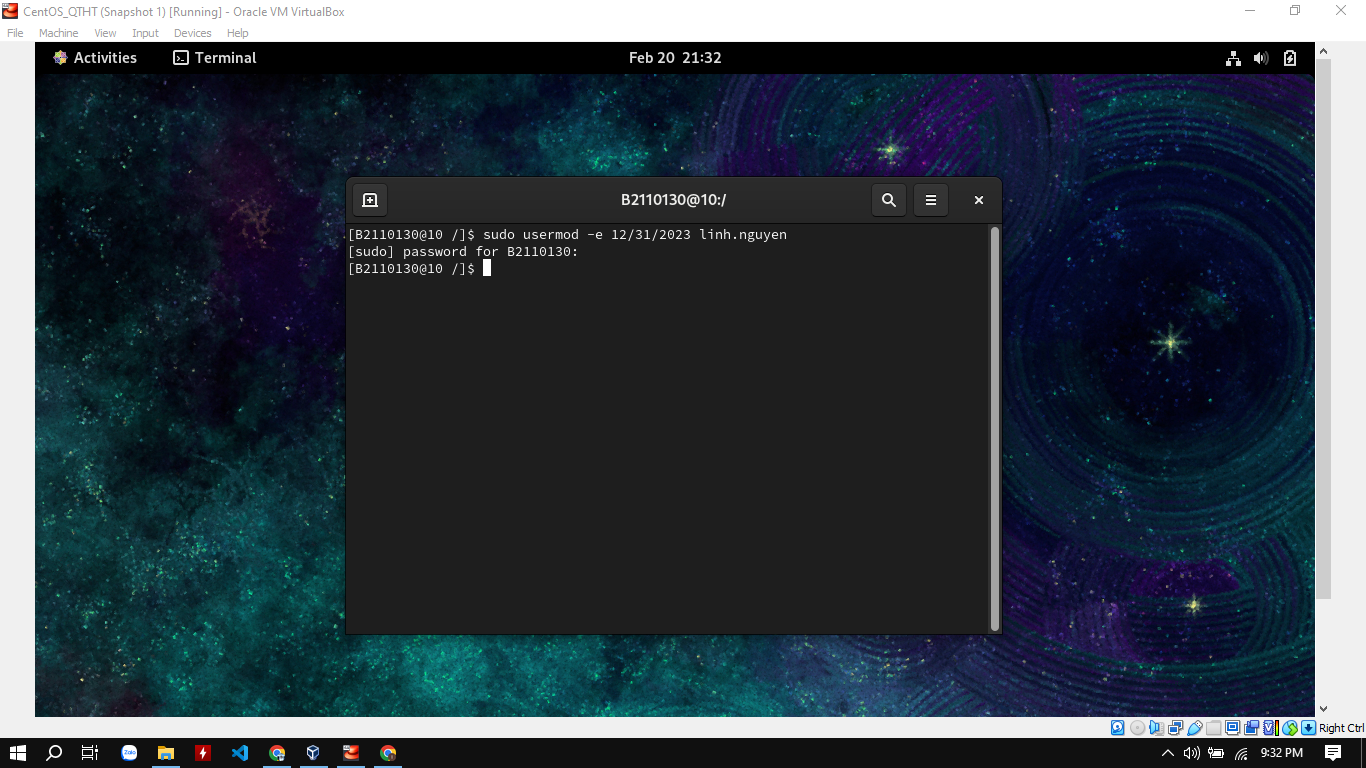 CentOS_QTHT (Snapshot 1) [Running] - Oracle VM VirtualBox
File Machine View Input Devices Help
Activities Terminal Feb 20 21:32
B2110130@10:/
[B2110130@10 /]$ sudo usermod -e 12/31/2023 linh.nguyen
[sudo] password for B2110130:
[B2110130@10 /]$
Right Ctrl
Zalo 9:32 PM